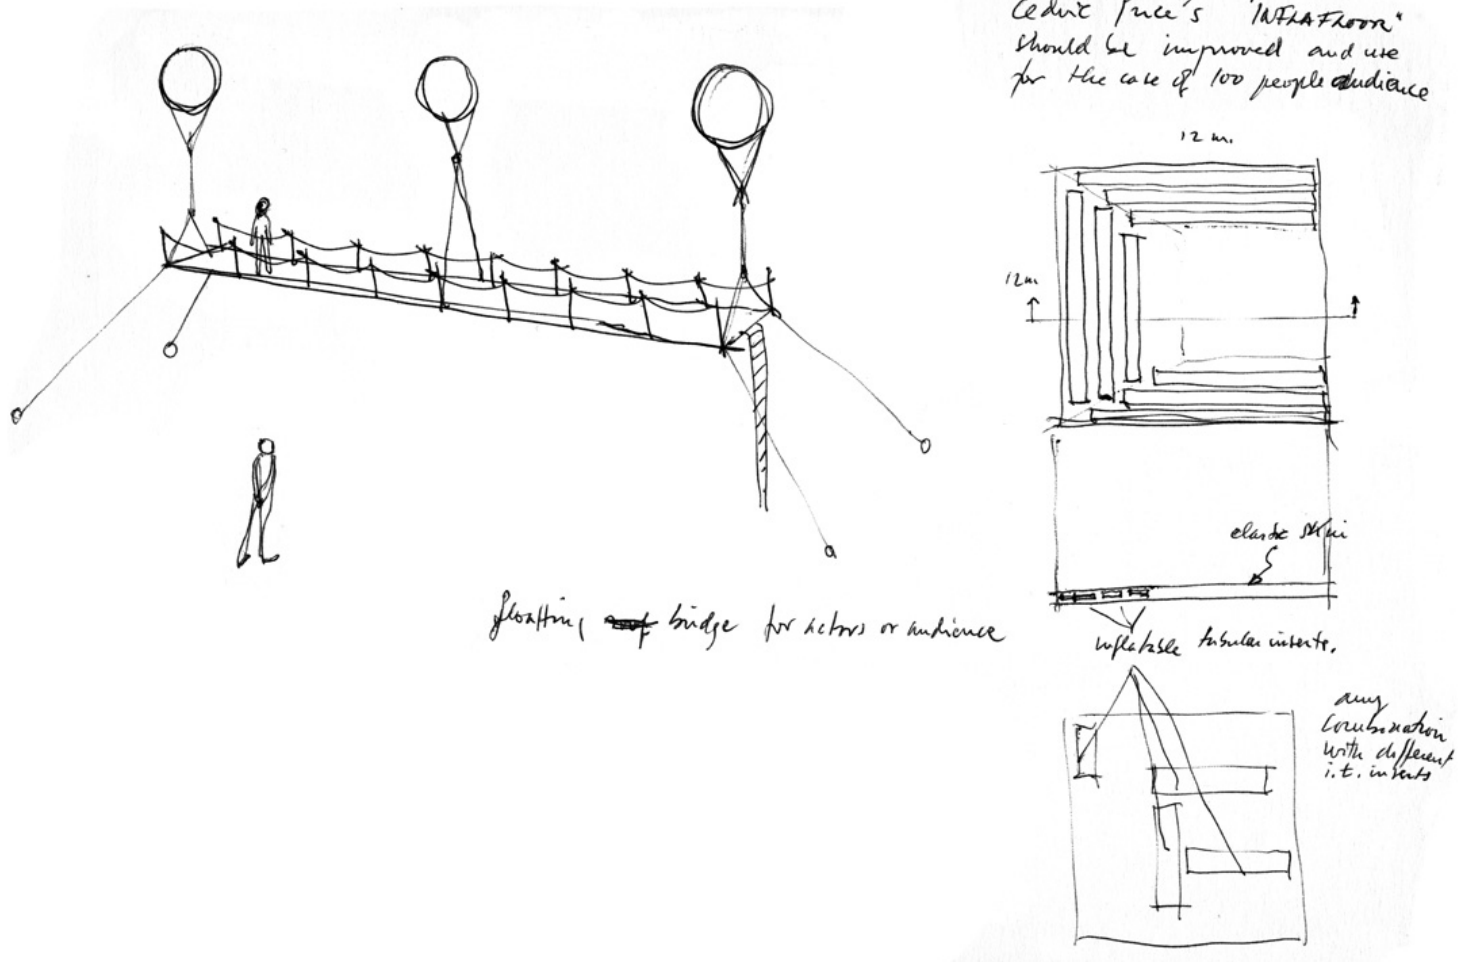 Cedric Price's "INFLAFLOOR"
should be improved and use
for the case of 100 people audience
12 m.
12m
elastic skin
floatting bridge for actors or audience
inflatable tubular inserts.
any
combination
with different
i.t. inserts